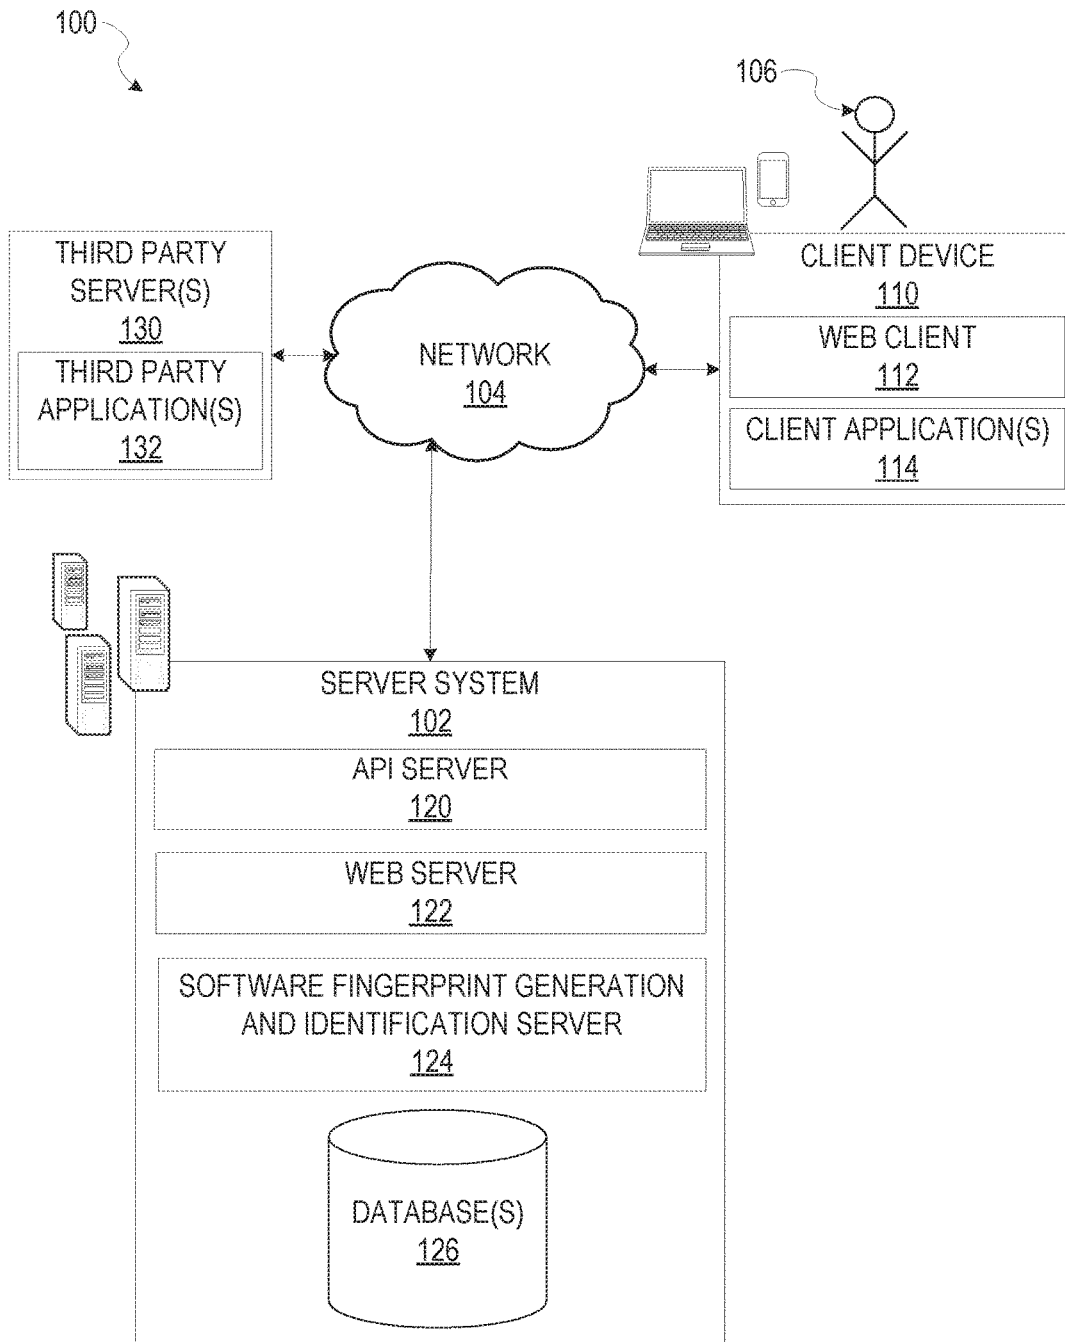 100
106
THIRD PARTY
SERVER(S)
130
THIRD PARTY
APPLICATION(S)
132
NETWORK
104
CLIENT DEVICE
110
WEB CLIENT
112
CLIENT APPLICATION(S)
114
SERVER SYSTEM
102
API SERVER
120
WEB SERVER
122
SOFTWARE FINGERPRINT GENERATION
AND IDENTIFICATION SERVER
124
DATABASE(S)
126